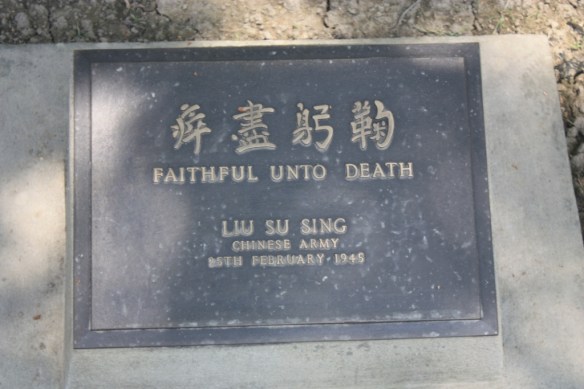 鞠躬盡瘁
FAITHFUL UNTO DEATH
LIU SU SING
CHINESE ARMY
25TH FEBRUARY 1945